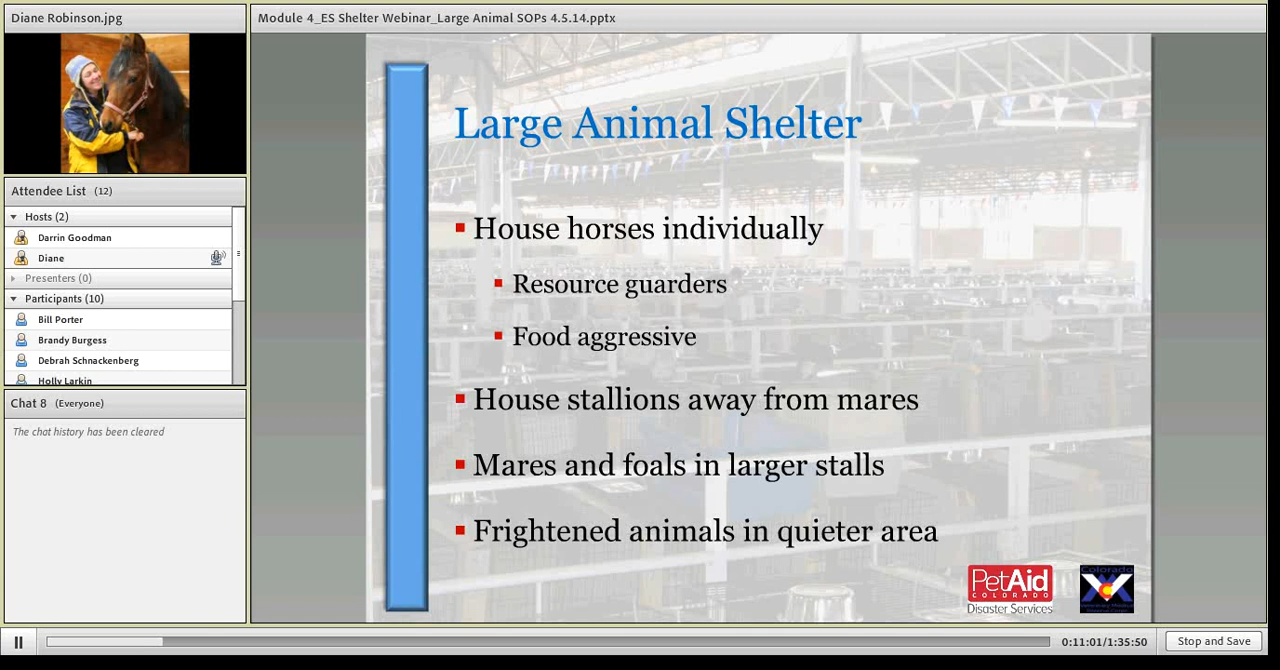 Diane Robinson.jpg
Attendee List (12)
Hosts (2)
Darrin Goodman
Diane
Presenters (0)
Participants (10)
Bill Porter
Brandy Burgess
Debrah Schnackenberg
Holly Larkin
Chat 8 (Everyone)
The chat history has been cleared
Module 4_ES Shelter Webinar_Large Animal SOPs 4.5.14.pptx
Large Animal Shelter
House horses individually
Resource guarders
Food aggressive
House stallions away from mares
Mares and foals in larger stalls
Frightened animals in quieter area
PetAid
COLORADO
Disaster Services
Colorado
0:11:01/1:35:50
Stop and Save